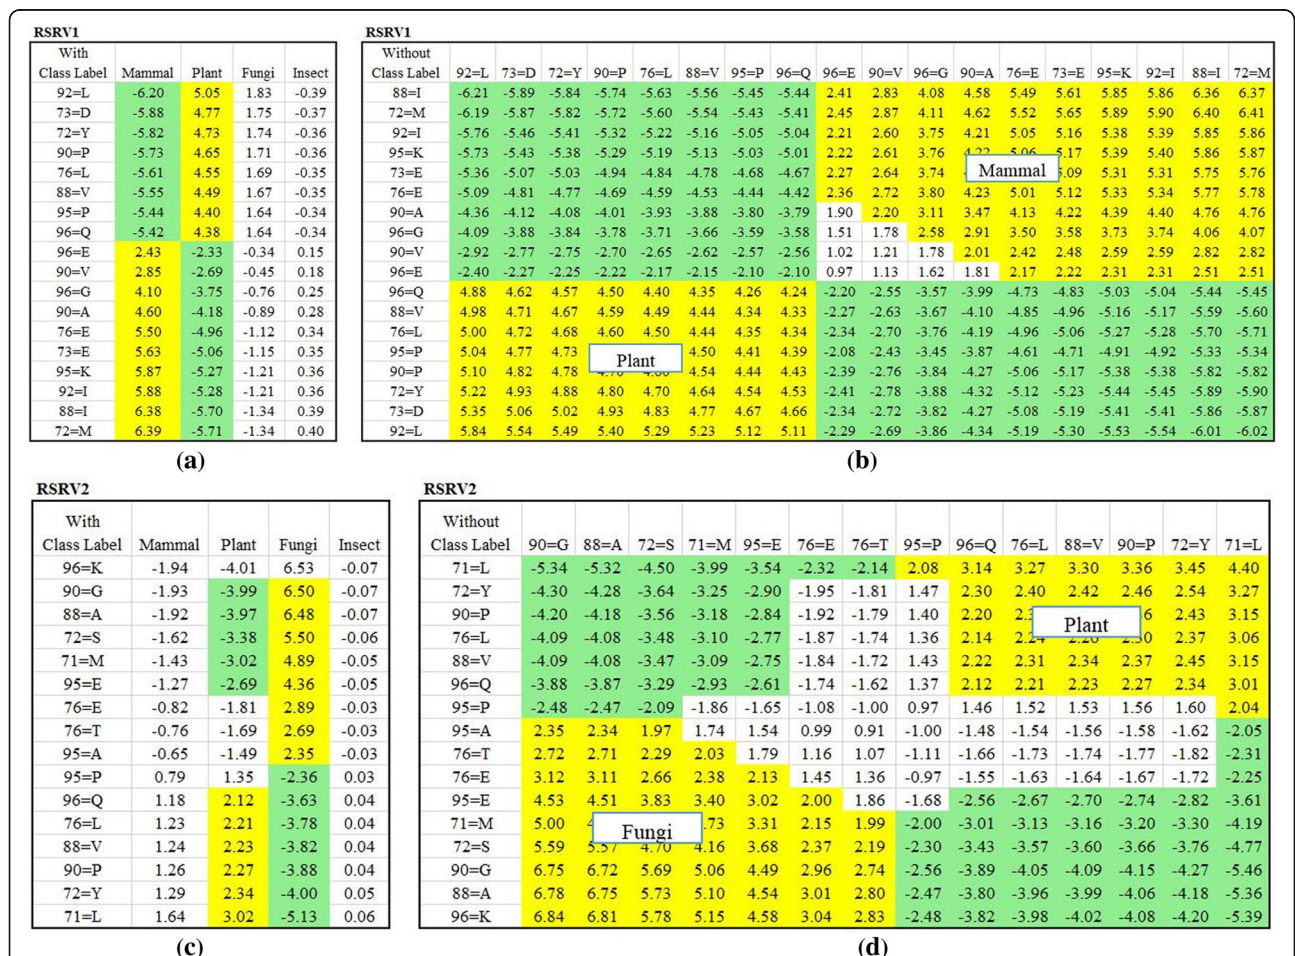 RSRV1
With
Class Label Mammal Plant Fungi Insect
92=L -6.20 5.05 1.83 -0.39
73=D -5.88 4.77 1.75 -0.37
72=Y -5.82 4.73 1.74 -0.36
90=P -5.73 4.65 1.71 -0.36
76=L -5.61 4.55 1.69 -0.35
88=V -5.55 4.49 1.67 -0.35
95=P -5.44 4.40 1.64 -0.34
96=Q -5.42 4.38 1.64 -0.34
96=E 2.43 -2.33 -0.34 0.15
90=V 2.85 -2.69 -0.45 0.18
96=G 4.10 -3.75 -0.76 0.25
90=A 4.60 -4.18 -0.89 0.28
76=E 5.50 -4.96 -1.12 0.34
73=E 5.63 -5.06 -1.15 0.35
95=K 5.87 -5.27 -1.21 0.36
92=I 5.88 -5.28 -1.21 0.36
88=I 6.38 -5.70 -1.34 0.39
72=M 6.39 -5.71 -1.34 0.40
(a)
RSRV1
Without
Class Label 92=L 73=D 72=Y 90=P 76=L 88=V 95=P 96=Q 96=E 90=V 96=G 90=A 76=E 73=E 95=K 92=I 88=I 72=M
88=I -6.21 -5.89 -5.84 -5.74 -5.63 -5.56 -5.45 -5.44 2.41 2.83 4.08 4.58 5.49 5.61 5.85 5.86 6.36 6.37
72=M -6.19 -5.87 -5.82 -5.72 -5.60 -5.54 -5.43 -5.41 2.45 2.87 4.11 4.62 5.52 5.65 5.89 5.90 6.40 6.41
92=I -5.76 -5.46 -5.41 -5.32 -5.22 -5.16 -5.05 -5.04 2.21 2.60 3.75 4.21 5.05 5.16 5.38 5.39 5.85 5.86
95=K -5.73 -5.43 -5.38 -5.29 -5.19 -5.13 -5.03 -5.01 2.22 2.61 3.76 4.22 5.06 5.17 5.39 5.40 5.86 5.87
73=E -5.36 -5.07 -5.03 -4.94 -4.84 -4.78 -4.68 -4.67 2.27 2.64 3.74 Mammal 5.31 5.31 5.75 5.76
76=E -5.09 -4.81 -4.77 -4.69 -4.59 -4.53 -4.44 -4.42 2.36 2.72 3.80 4.23 5.01 5.12 5.33 5.34 5.77 5.78
90=A -4.36 -4.12 -4.08 -4.01 -3.93 -3.88 -3.80 -3.79 1.90 2.20 3.11 3.47 4.13 4.22 4.39 4.40 4.76 4.76
96=G -4.09 -3.88 -3.84 -3.78 -3.71 -3.66 -3.59 -3.58 1.51 1.78 2.58 2.91 3.50 3.58 3.73 3.74 4.06 4.07
90=V -2.92 -2.77 -2.75 -2.70 -2.65 -2.62 -2.57 -2.56 1.02 1.21 1.78 2.01 2.42 2.48 2.59 2.59 2.82 2.82
96=E -2.40 -2.27 -2.25 -2.22 -2.17 -2.15 -2.10 -2.10 0.97 1.13 1.62 1.81 2.17 2.22 2.31 2.31 2.51 2.51
96=Q 4.88 4.62 4.57 4.50 4.40 4.35 4.26 4.24 -2.20 -2.55 -3.57 -3.99 -4.73 -4.83 -5.03 -5.04 -5.44 -5.45
88=V 4.98 4.71 4.67 4.59 4.49 4.44 4.34 4.33 -2.27 -2.63 -3.67 -4.10 -4.85 -4.96 -5.16 -5.17 -5.59 -5.60
76=L 5.00 4.72 4.68 4.60 4.50 4.44 4.35 4.34 -2.34 -2.70 -3.76 -4.19 -4.96 -5.06 -5.27 -5.28 -5.70 -5.71
95=P 5.04 4.77 4.73 Plant 4.50 4.41 4.39 -2.08 -2.43 -3.45 -3.87 -4.61 -4.71 -4.91 -4.92 -5.33 -5.34
90=P 5.10 4.82 4.78 4.54 4.44 4.43 -2.39 -2.76 -3.84 -4.27 -5.06 -5.17 -5.38 -5.38 -5.82 -5.82
72=Y 5.22 4.93 4.88 4.80 4.70 4.64 4.54 4.53 -2.41 -2.78 -3.88 -4.32 -5.12 -5.23 -5.44 -5.45 -5.89 -5.90
73=D 5.35 5.06 5.02 4.93 4.83 4.77 4.67 4.66 -2.34 -2.72 -3.82 -4.27 -5.08 -5.19 -5.41 -5.41 -5.86 -5.87
92=L 5.84 5.54 5.49 5.40 5.29 5.23 5.12 5.11 -2.29 -2.69 -3.86 -4.34 -5.19 -5.30 -5.53 -5.54 -6.01 -6.02
(b)
RSRV2
With
Class Label Mammal Plant Fungi Insect
96=K -1.94 -4.01 6.53 -0.07
90=G -1.93 -3.99 6.50 -0.07
88=A -1.92 -3.97 6.48 -0.07
72=S -1.62 -3.38 5.50 -0.06
71=M -1.43 -3.02 4.89 -0.05
95=E -1.27 -2.69 4.36 -0.05
76=E -0.82 -1.81 2.89 -0.03
76=T -0.76 -1.69 2.69 -0.03
95=A -0.65 -1.49 2.35 -0.03
95=P 0.79 1.35 -2.36 0.03
96=Q 1.18 2.12 -3.63 0.04
76=L 1.23 2.21 -3.78 0.04
88=V 1.24 2.23 -3.82 0.04
90=P 1.26 2.27 -3.88 0.04
72=Y 1.29 2.34 -4.00 0.05
71=L 1.64 3.02 -5.13 0.06
(c)
RSRV2
Without
Class Label 90=G 88=A 72=S 71=M 95=E 76=E 76=T 95=P 96=Q 76=L 88=V 90=P 72=Y 71=L
71=L -5.34 -5.32 -4.50 -3.99 -3.54 -2.32 -2.14 2.08 3.14 3.27 3.30 3.36 3.45 4.40
72=Y -4.30 -4.28 -3.64 -3.25 -2.90 -1.95 -1.81 1.47 2.30 2.40 2.42 2.46 2.54 3.27
90=P -4.20 -4.18 -3.56 -3.18 -2.84 -1.92 -1.79 1.40 2.20 Plant 2.43 3.15
76=L -4.09 -4.08 -3.48 -3.10 -2.77 -1.87 -1.74 1.36 2.14 2.37 3.06
88=V -4.09 -4.08 -3.47 -3.09 -2.75 -1.84 -1.72 1.43 2.22 2.31 2.34 2.37 2.45 3.15
96=Q -3.88 -3.87 -3.29 -2.93 -2.61 -1.74 -1.62 1.37 2.12 2.21 2.23 2.27 2.34 3.01
95=P -2.48 -2.47 -2.09 -1.86 -1.65 -1.08 -1.00 0.97 1.46 1.52 1.53 1.56 1.60 2.04
95=A 2.35 2.34 1.97 1.74 1.54 0.99 0.91 -1.00 -1.48 -1.54 -1.56 -1.58 -1.62 -2.05
76=T 2.72 2.71 2.29 2.03 1.79 1.16 1.07 -1.11 -1.66 -1.73 -1.74 -1.77 -1.82 -2.31
76=E 3.12 3.11 2.66 2.38 2.13 1.45 1.36 -0.97 -1.55 -1.63 -1.64 -1.67 -1.72 -2.25
95=E 4.53 4.51 3.83 3.40 3.02 2.00 1.86 -1.68 -2.56 -2.67 -2.70 -2.74 -2.82 -3.61
71=M 5.00 Fungi 3.31 2.15 1.99 -2.00 -3.01 -3.13 -3.16 -3.20 -3.30 -4.19
72=S 5.59 5.57 4.70 4.16 3.68 2.37 2.19 -2.30 -3.43 -3.57 -3.60 -3.66 -3.76 -4.77
90=G 6.75 6.72 5.69 5.06 4.49 2.96 2.74 -2.56 -3.89 -4.05 -4.09 -4.15 -4.27 -5.46
88=A 6.78 6.75 5.73 5.10 4.54 3.01 2.80 -2.47 -3.80 -3.96 -3.99 -4.06 -4.18 -5.36
96=K 6.84 6.81 5.78 5.15 4.58 3.04 2.83 -2.48 -3.82 -3.98 -4.02 -4.08 -4.20 -5.39
(d)